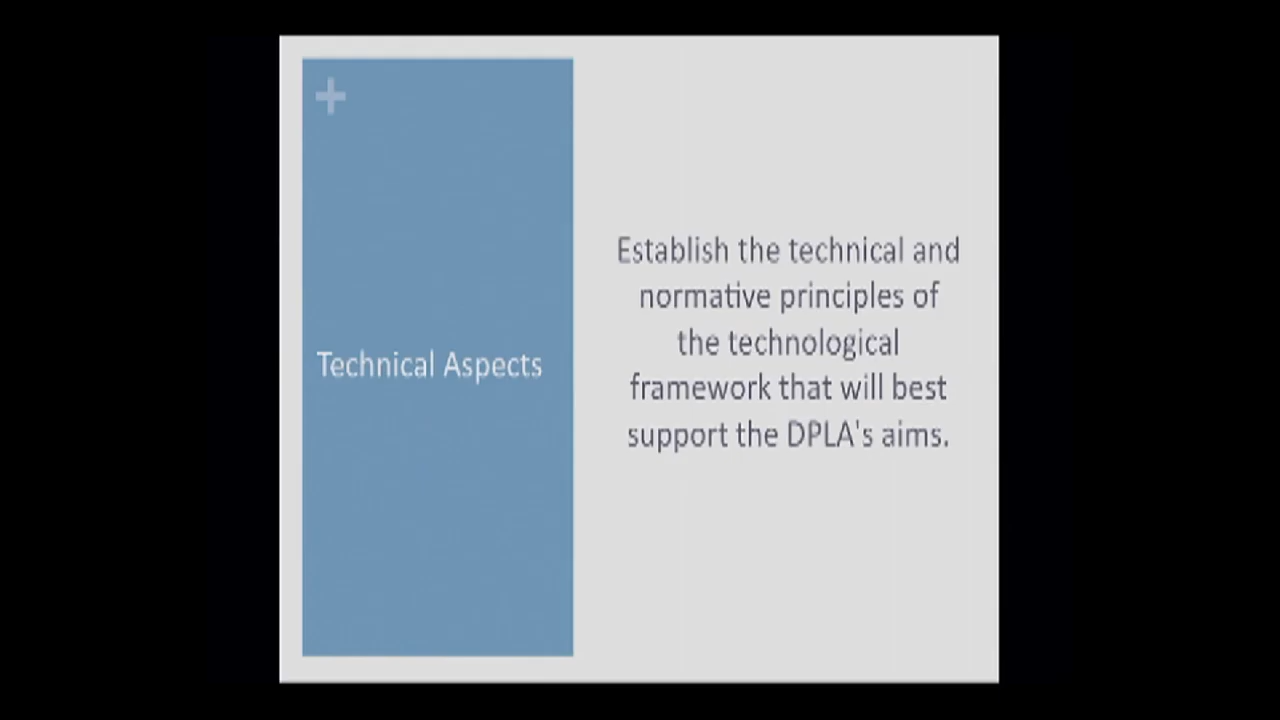 +
Technical Aspects
Establish the technical and
normative principles of
the technological
framework that will best
support the DPLA's aims.